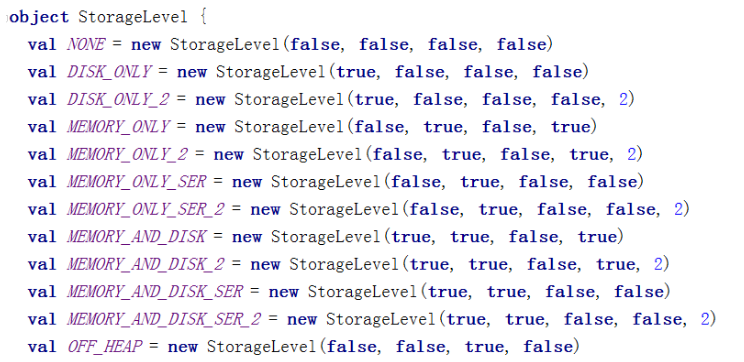 object StorageLevel {
val NONE = new StorageLevel(false, false, false, false)
val DISK_ONLY = new StorageLevel(true, false, false, false)
val DISK_ONLY_2 = new StorageLevel(true, false, false, false, 2)
val MEMORY_ONLY = new StorageLevel(false, true, false, true)
val MEMORY_ONLY_2 = new StorageLevel(false, true, false, true, 2)
val MEMORY_ONLY_SER = new StorageLevel(false, true, false, false)
val MEMORY_ONLY_SER_2 = new StorageLevel(false, true, false, false, 2)
val MEMORY_AND_DISK = new StorageLevel(true, true, false, true)
val MEMORY_AND_DISK_2 = new StorageLevel(true, true, false, true, 2)
val MEMORY_AND_DISK_SER = new StorageLevel(true, true, false, false)
val MEMORY_AND_DISK_SER_2 = new StorageLevel(true, true, false, false, 2)
val OFF_HEAP = new StorageLevel(false, false, true, false)